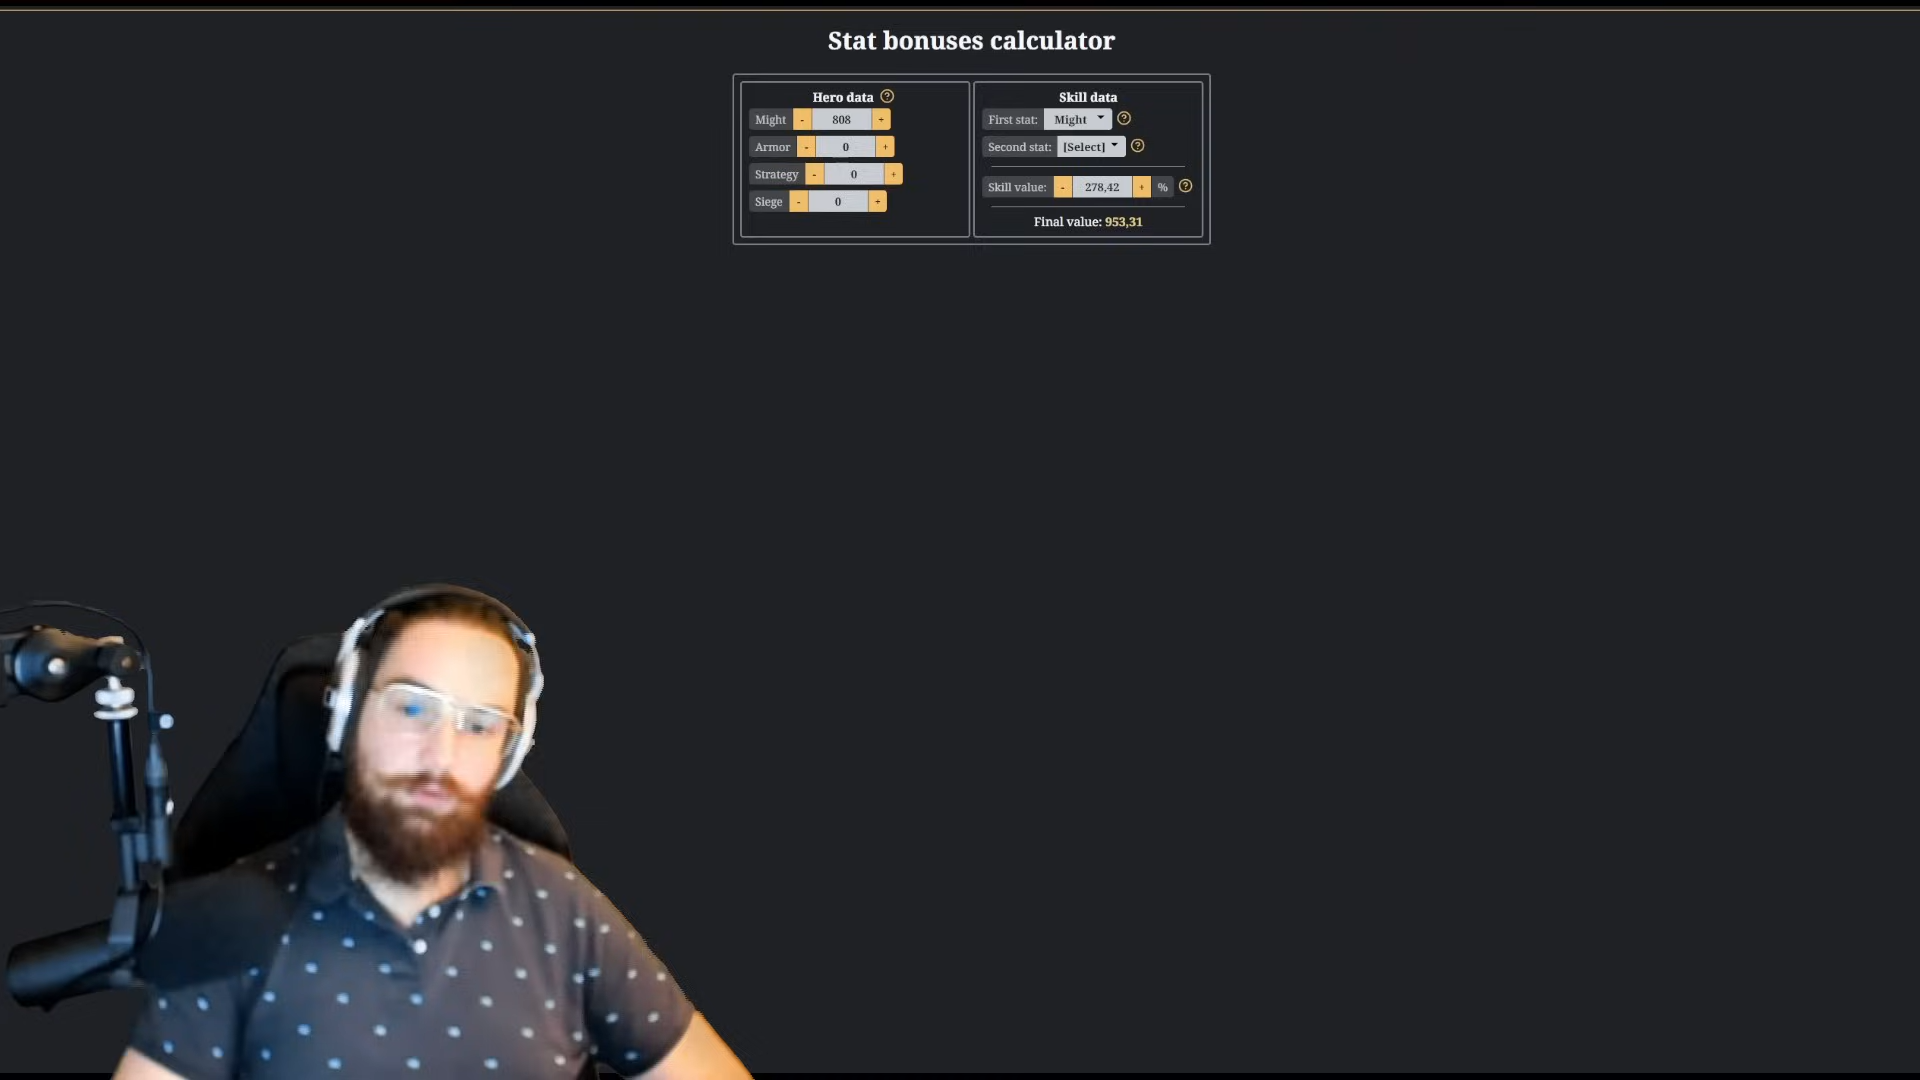 Stat bonuses calculator
Hero data ?
Might - 808 +
Armor - 0 +
Strategy - 0 +
Siege - 0 +
Skill data
First stat: Might ?
Second stat: [Select] ?
Skill value: - 278,42 + % ?
Final value: 953,31